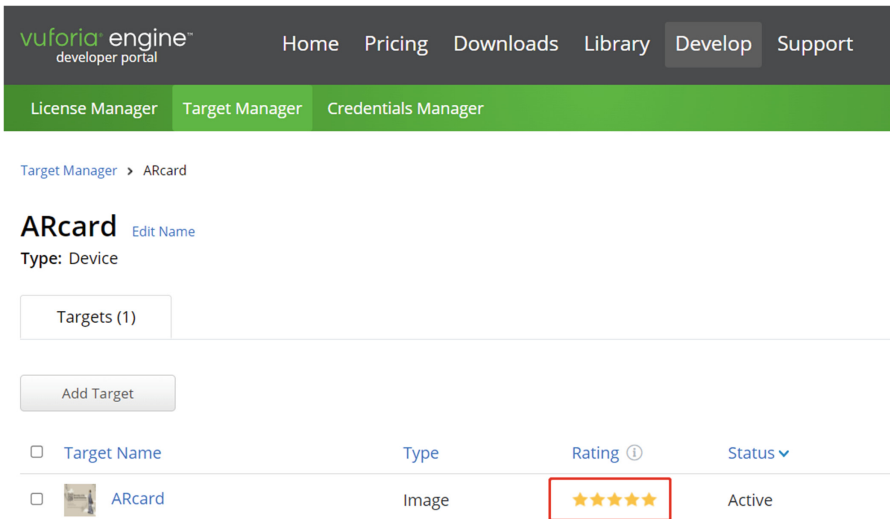 vuforia® engine™
developer portal
Home Pricing Downloads Library Develop Support
License Manager Target Manager Credentials Manager
Target Manager > ARcard
ARcard Edit Name
Type: Device
Targets (1)
Add Target
Target Name Type Rating Status
ARcard Image Active